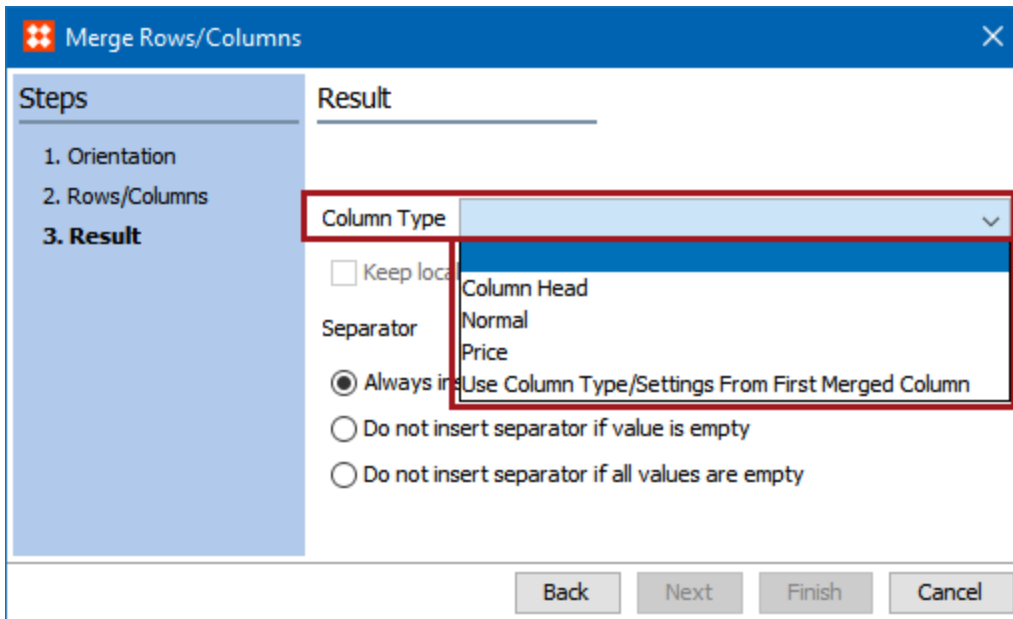 Merge Rows/Columns
Steps
1. Orientation
2. Rows/Columns
3. Result
Result
Column Type
Keep local
Column Head
Normal
Price
Use Column Type/Settings From First Merged Column
Separator
Always ins
Do not insert separator if value is empty
Do not insert separator if all values are empty
Back Next Finish Cancel